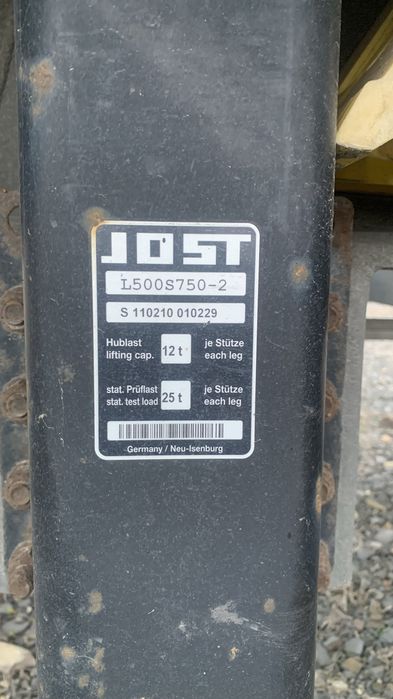 JOST
L500S750-2
S 110210 010229
Hublast 12 t je Stütze
lifting cap. each leg
stat. Prüflast 25 t je Stütze
stat. test load each leg
Germany / Neu-Isenburg